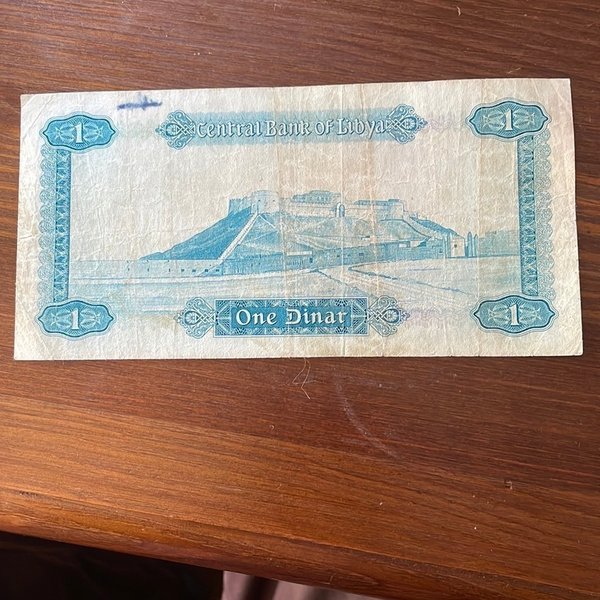 1 Central Bank of Libya 1
1 One Dinar 1